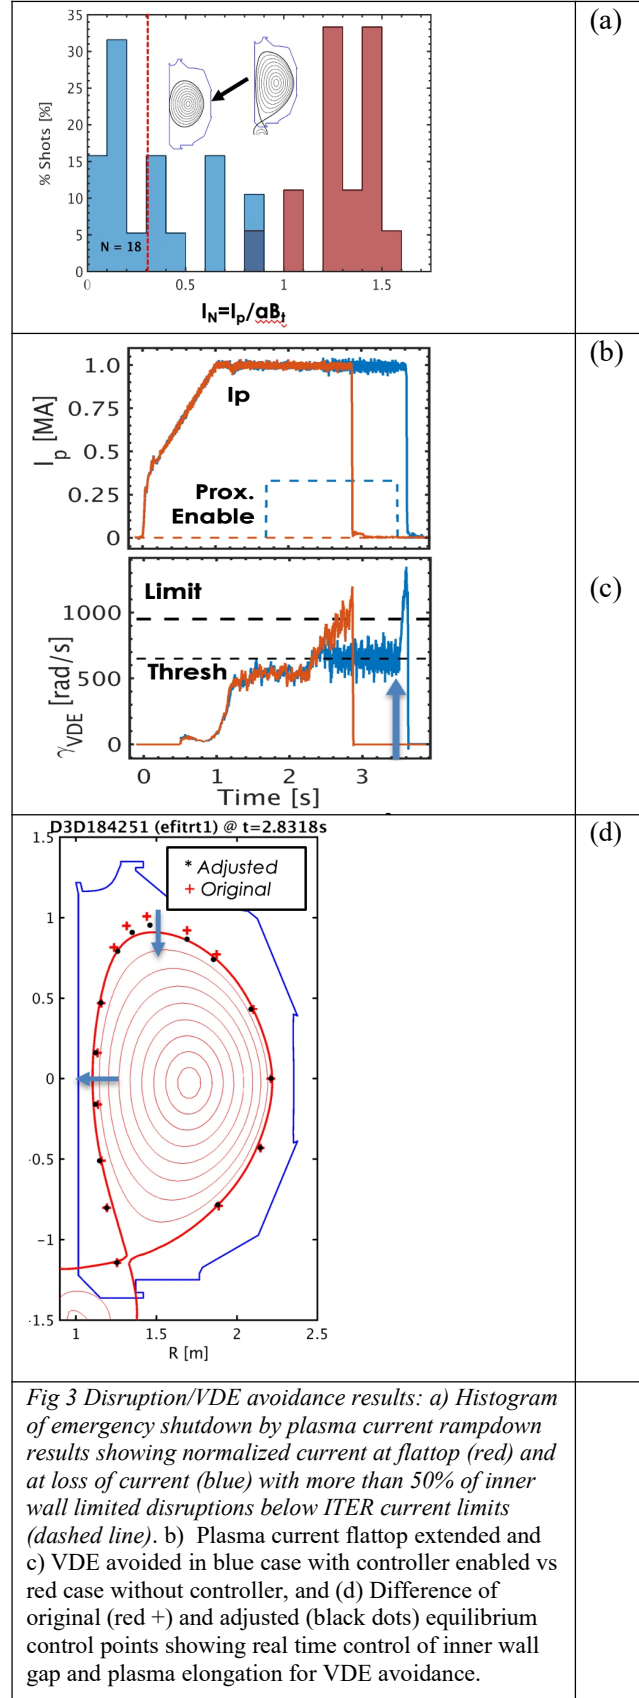 (a)
35
30
25
20
15
10
5
0
% Shots [%]
N = 18
0
0.5
1
1.5
I_N=I_p/aB_t
(b)
1.0
0.75
0.5
0.25
0
I_p [MA]
Ip
Prox.
Enable
(c)
1000
500
0
γ_VDE [rad/s]
Limit
Thresh
0 1 2 3
Time [s]
(d)
D3D184251 (efitrt1) @ t=2.8318s
* Adjusted
+ Original
1.5
1
0.5
0
-0.5
-1
-1.5
1 1.5 2 2.5
R [m]
Fig 3 Disruption/VDE avoidance results: a) Histogram
of emergency shutdown by plasma current rampdown
results showing normalized current at flattop (red) and
at loss of current (blue) with more than 50% of inner
wall limited disruptions below ITER current limits
(dashed line). b) Plasma current flattop extended and
c) VDE avoided in blue case with controller enabled vs
red case without controller, and (d) Difference of
original (red +) and adjusted (black dots) equilibrium
control points showing real time control of inner wall
gap and plasma elongation for VDE avoidance.